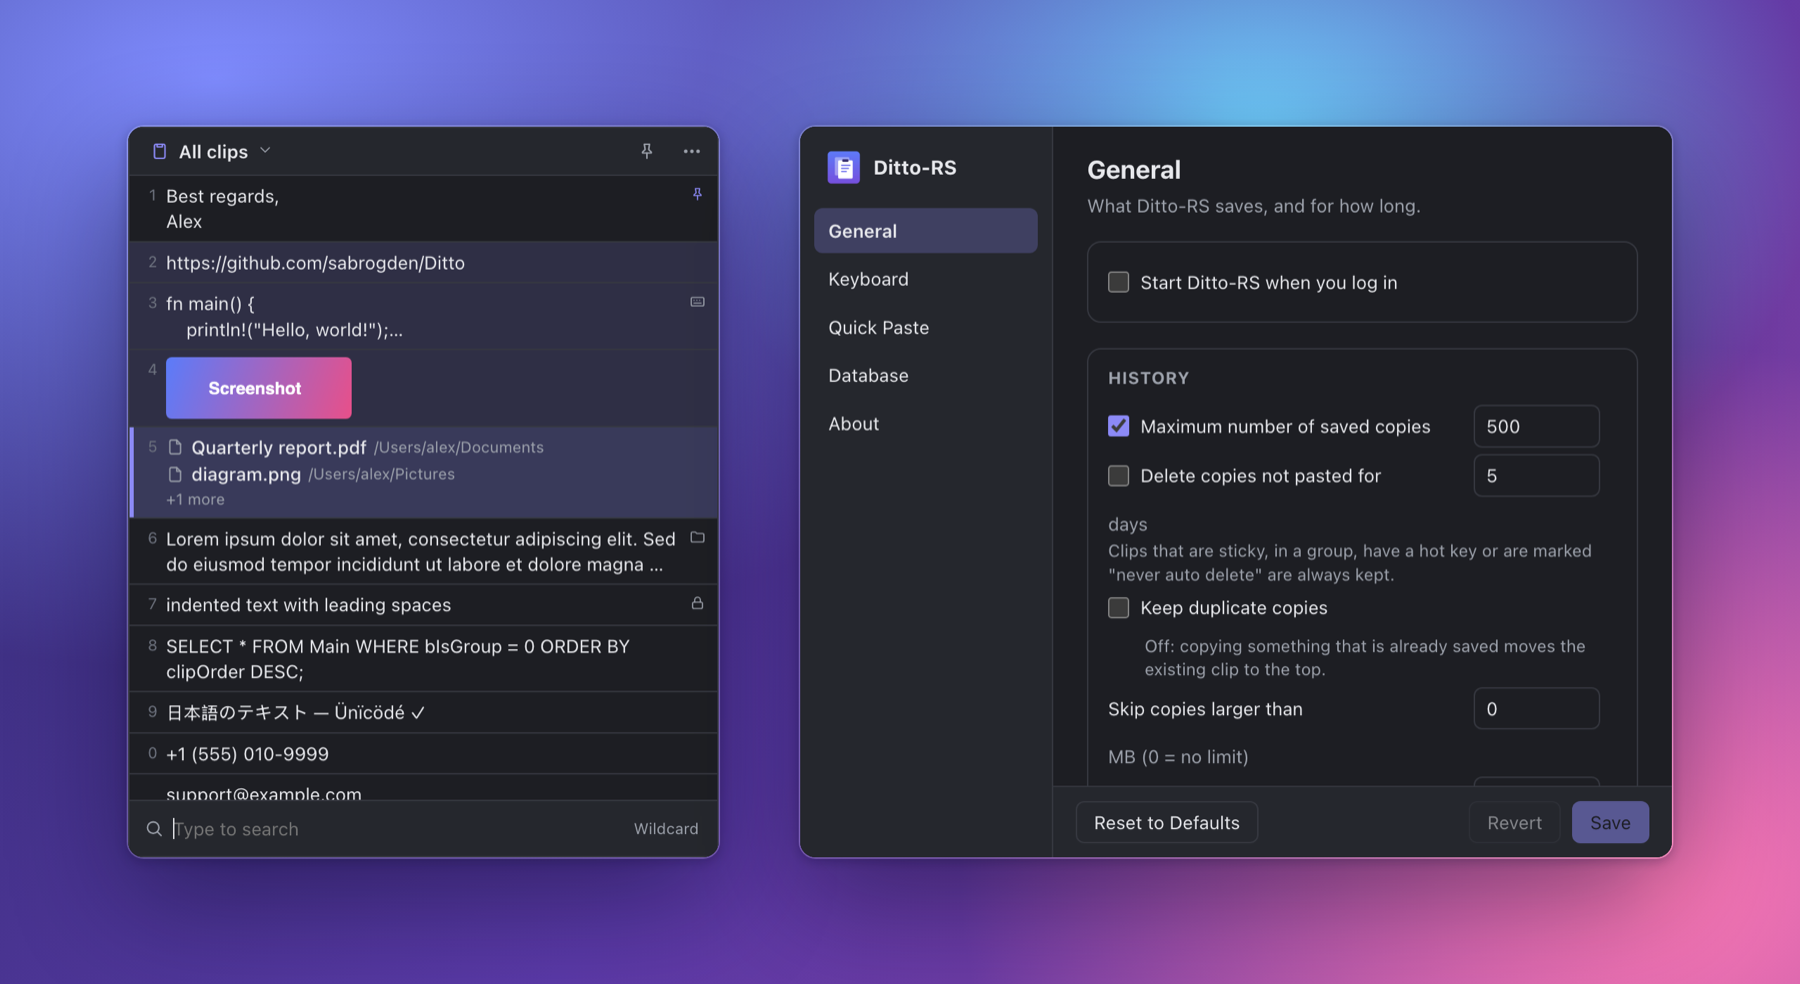 All clips
1 Best regards,
Alex
2 https://github.com/sabrogden/Ditto
3 fn main() {
println!("Hello, world!");...
4 Screenshot
5 Quarterly report.pdf /Users/alex/Documents
diagram.png /Users/alex/Pictures
+1 more
6 Lorem ipsum dolor sit amet, consectetur adipiscing elit. Sed
do eiusmod tempor incididunt ut labore et dolore magna ...
7 indented text with leading spaces
8 SELECT * FROM Main WHERE bIsGroup = 0 ORDER BY
clipOrder DESC;
9 日本語のテキスト — Ünïcödé ✓
0 +1 (555) 010-9999
support@example.com
Type to search
Wildcard
Ditto-RS
General
Keyboard
Quick Paste
Database
About
General
What Ditto-RS saves, and for how long.
Start Ditto-RS when you log in
HISTORY
Maximum number of saved copies 500
Delete copies not pasted for 5
days
Clips that are sticky, in a group, have a hot key or are marked
"never auto delete" are always kept.
Keep duplicate copies
Off: copying something that is already saved moves the
existing clip to the top.
Skip copies larger than 0
MB (0 = no limit)
Reset to Defaults
Revert
Save